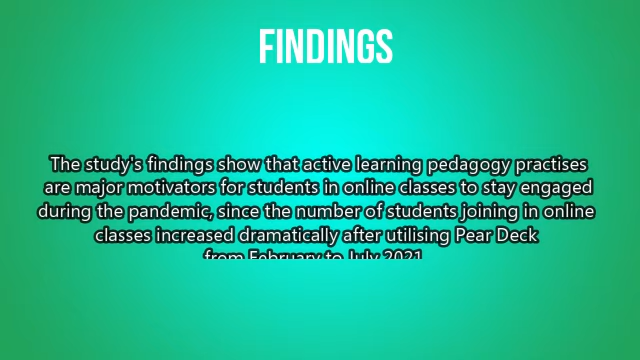 FINDINGS
The study's findings show that active learning pedagogy practises
are major motivators for students in online classes to stay engaged
during the pandemic, since the number of students joining in online
classes increased dramatically after utilising Pear Deck
from February to July 2021